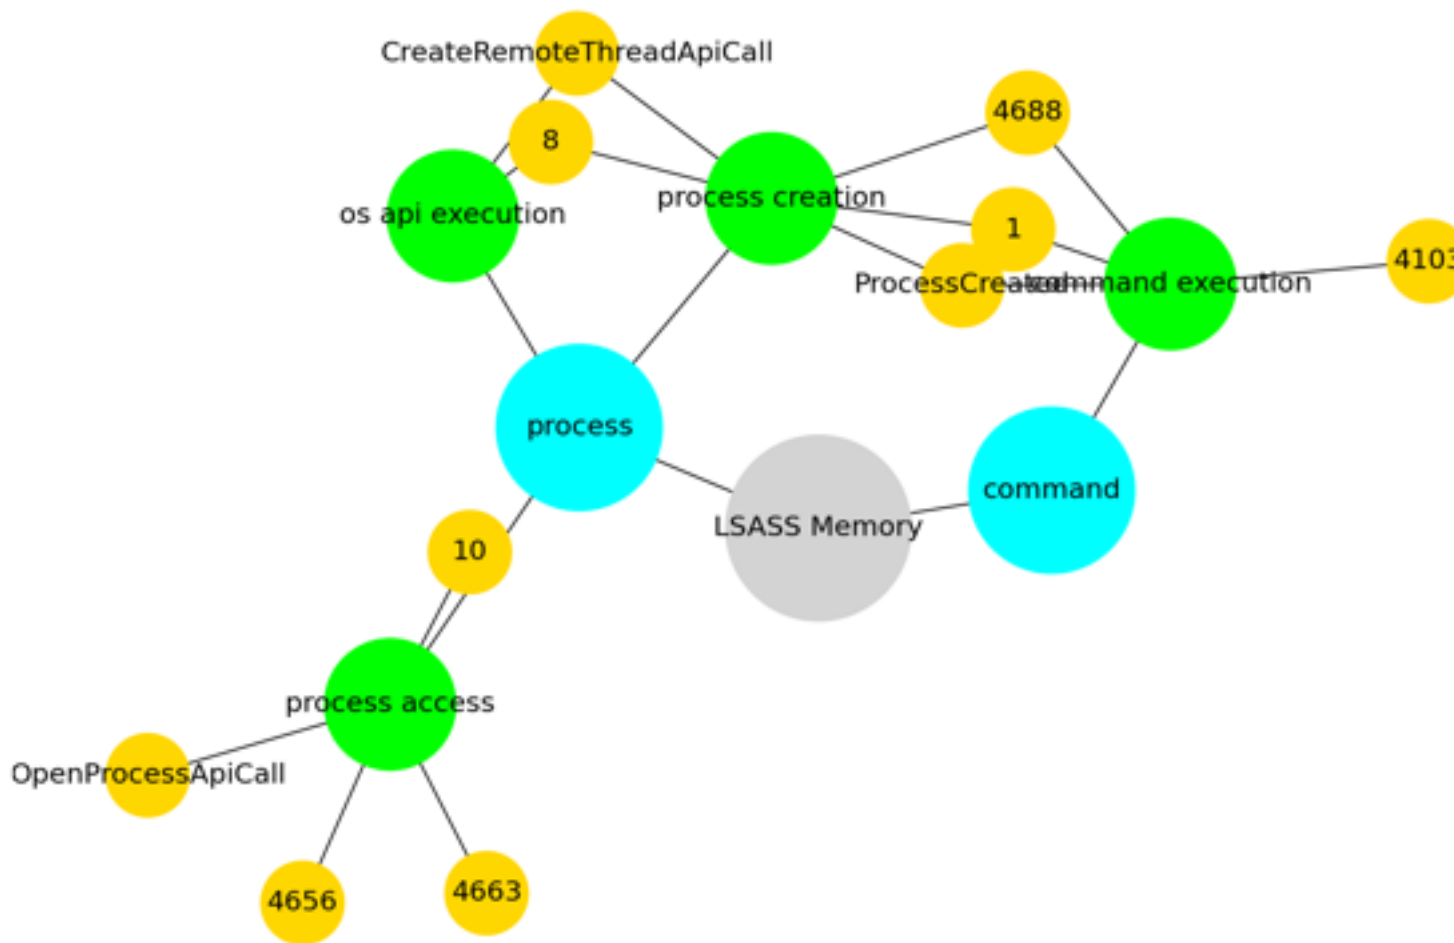 CreateRemoteThreadApiCall
4688
8
process creation
os api execution
1
4103
ProcessCreated
command execution
process
command
LSASS Memory
10
process access
OpenProcessApiCall
4656
4663